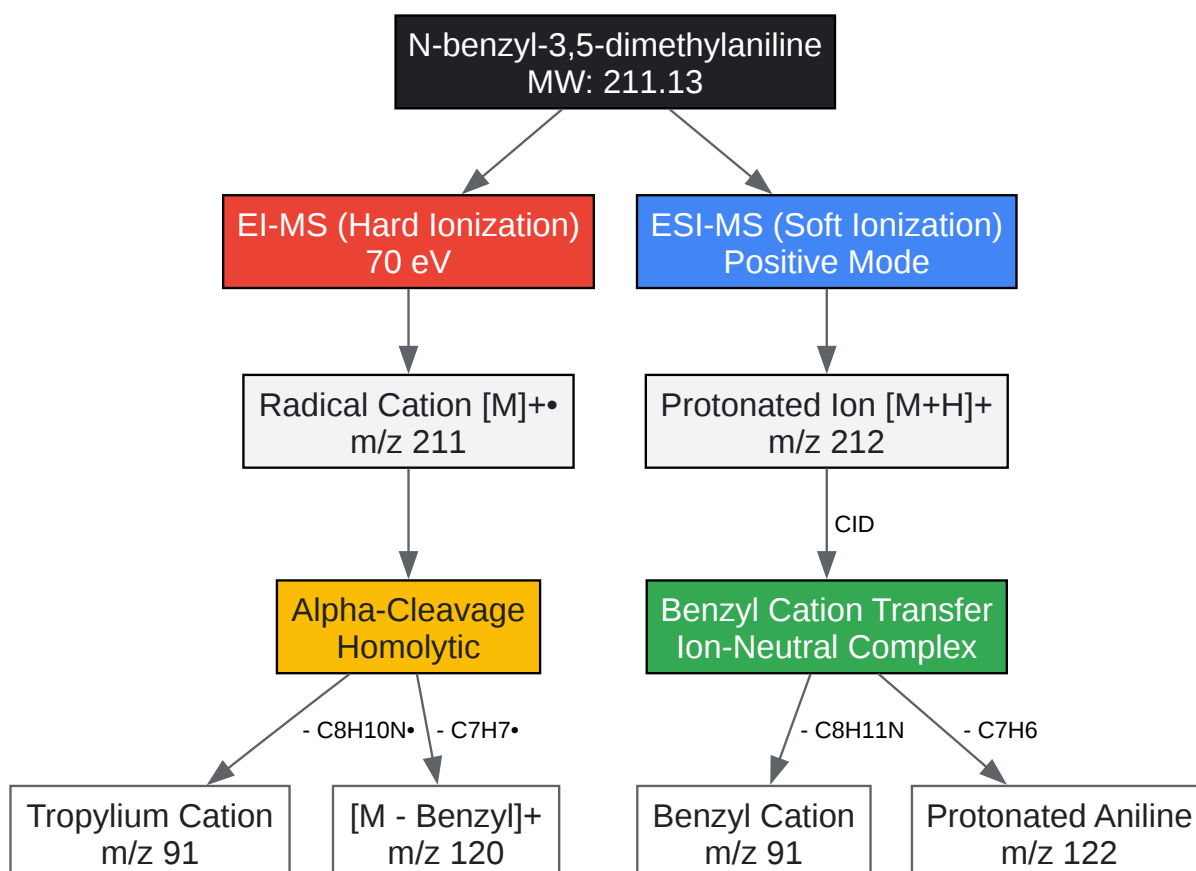 N-benzyl-3,5-dimethylaniline
MW: 211.13
EI-MS (Hard Ionization)
70 eV
ESI-MS (Soft Ionization)
Positive Mode
Radical Cation [M]+•
m/z 211
Protonated Ion [M+H]+
m/z 212
CID
Alpha-Cleavage
Homolytic
Benzyl Cation Transfer
Ion-Neutral Complex
- C8H10N•
- C7H7•
- C8H11N
- C7H6
Tropylium Cation
m/z 91
[M - Benzyl]+
m/z 120
Benzyl Cation
m/z 91
Protonated Aniline
m/z 122